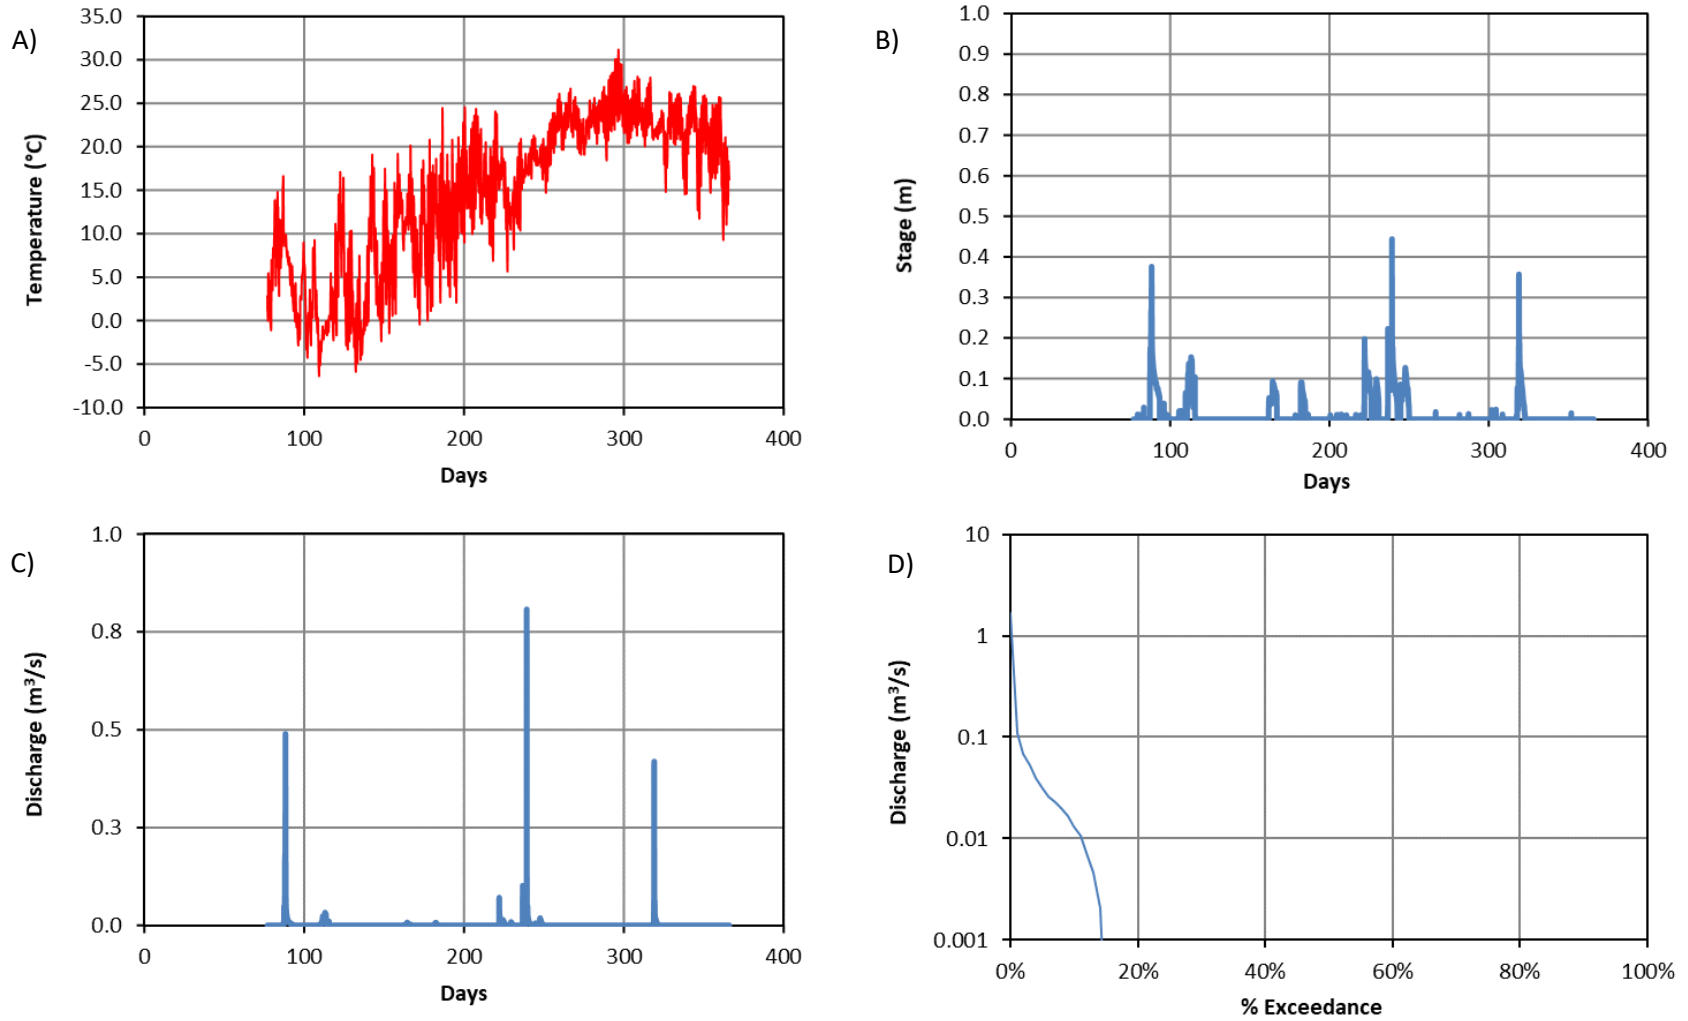 A)
35.0
30.0
25.0
20.0
15.0
10.0
5.0
0.0
-5.0
-10.0
Temperature (°C)
0 100 200 300 400
Days
B)
1.0
0.9
0.8
0.7
0.6
0.5
0.4
0.3
0.2
0.1
0.0
Stage (m)
0 100 200 300 400
Days
C)
1.0
0.8
0.5
0.3
0.0
Discharge (m³/s)
0 100 200 300 400
Days
D)
10
1
0.1
0.01
0.001
Discharge (m³/s)
0% 20% 40% 60% 80% 100%
% Exceedance